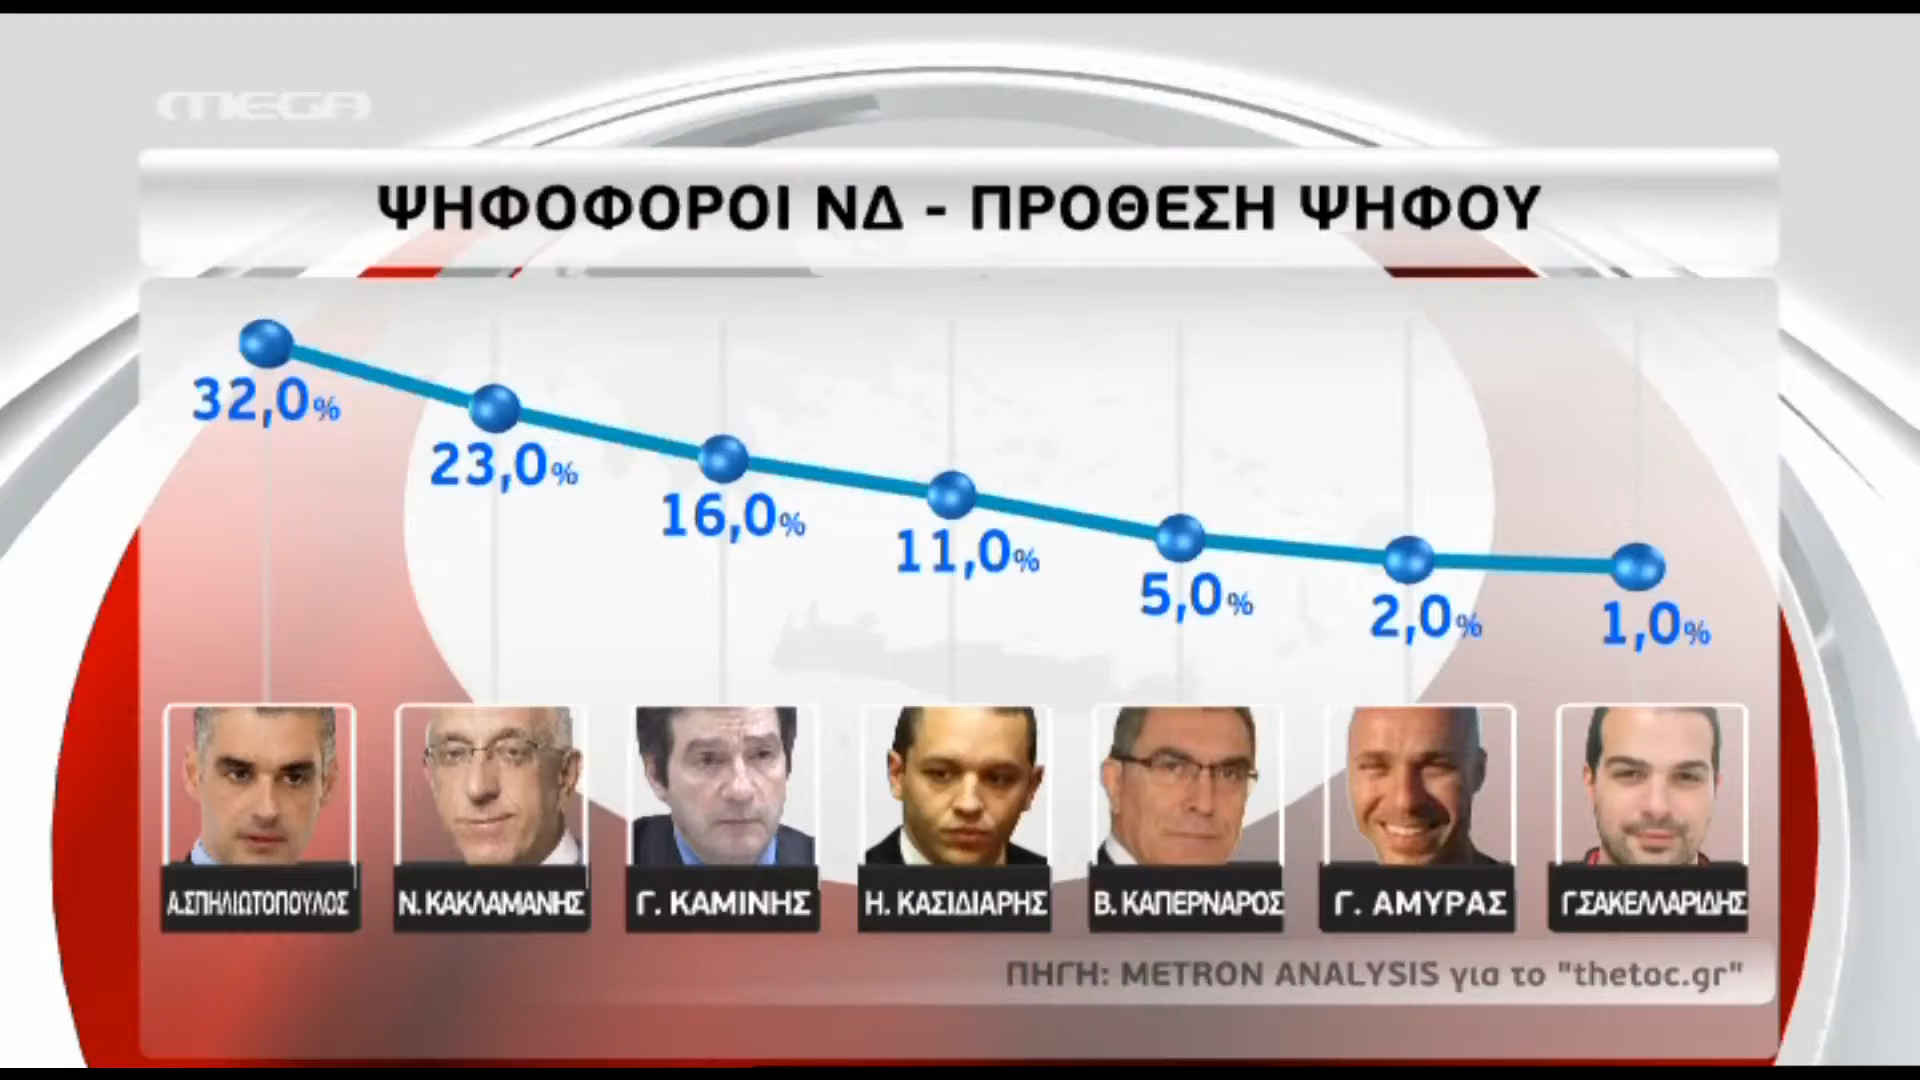 MEGA
ΨΗΦΟΦΟΡΟΙ ΝΔ - ΠΡΟΘΕΣΗ ΨΗΦΟΥ
32,0%
23,0%
16,0%
11,0%
5,0%
2,0%
1,0%
Α.ΣΠΗΛΙΩΤΟΠΟΥΛΟΣ
Ν. ΚΑΚΛΑΜΑΝΗΣ
Γ. ΚΑΜΙΝΗΣ
Η. ΚΑΣΙΔΙΑΡΗΣ
Β. ΚΑΠΕΡΝΑΡΟΣ
Γ. ΑΜΥΡΑΣ
Γ.ΣΑΚΕΛΛΑΡΙΔΗΣ
ΠΗΓΗ: METRON ANALYSIS για το "thetoc.gr"